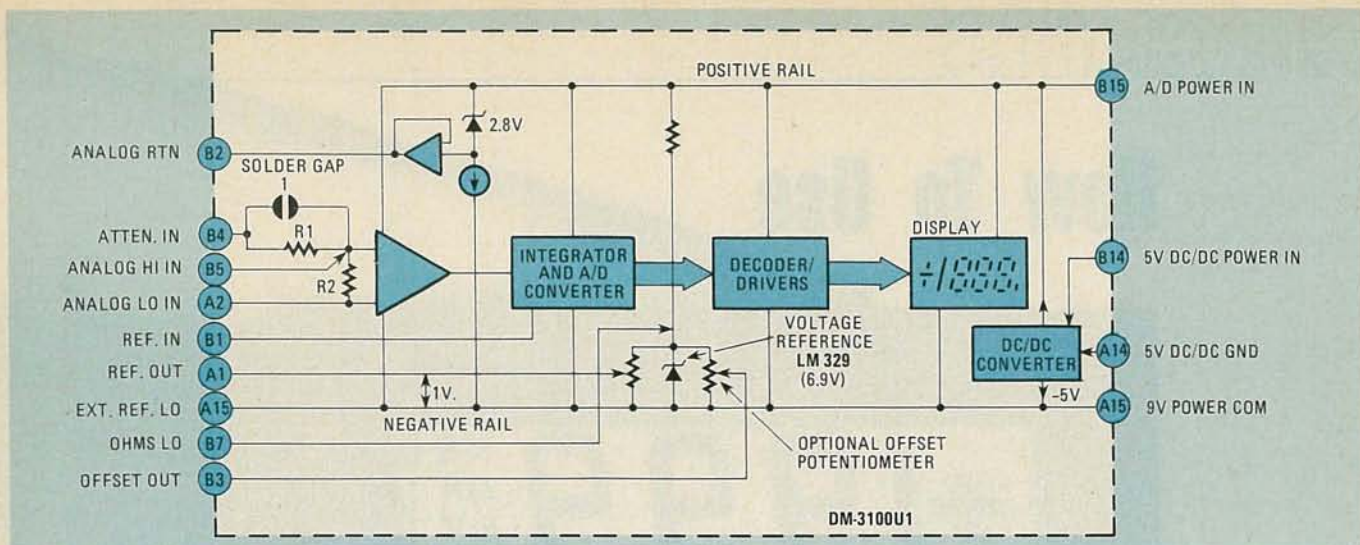 POSITIVE RAIL
B15 A/D POWER IN
2.8V
ANALOG RTN B2
SOLDER GAP
1
R1
ATTEN. IN B4
ANALOG HI IN B5
R2
ANALOG LO IN A2
REF. IN B1
REF. OUT A1
EXT. REF. LO A15
OHMS LO B7
OFFSET OUT B3
1V.
NEGATIVE RAIL
INTEGRATOR
AND A/D
CONVERTER
DECODER/
DRIVERS
DISPLAY
VOLTAGE
REFERENCE
LM 329
(6.9V)
OPTIONAL OFFSET
POTENTIOMETER
B14 5V DC/DC POWER IN
DC/DC
CONVERTER
A14 5V DC/DC GND
-5V
A15 9V POWER COM
DM-3100U1